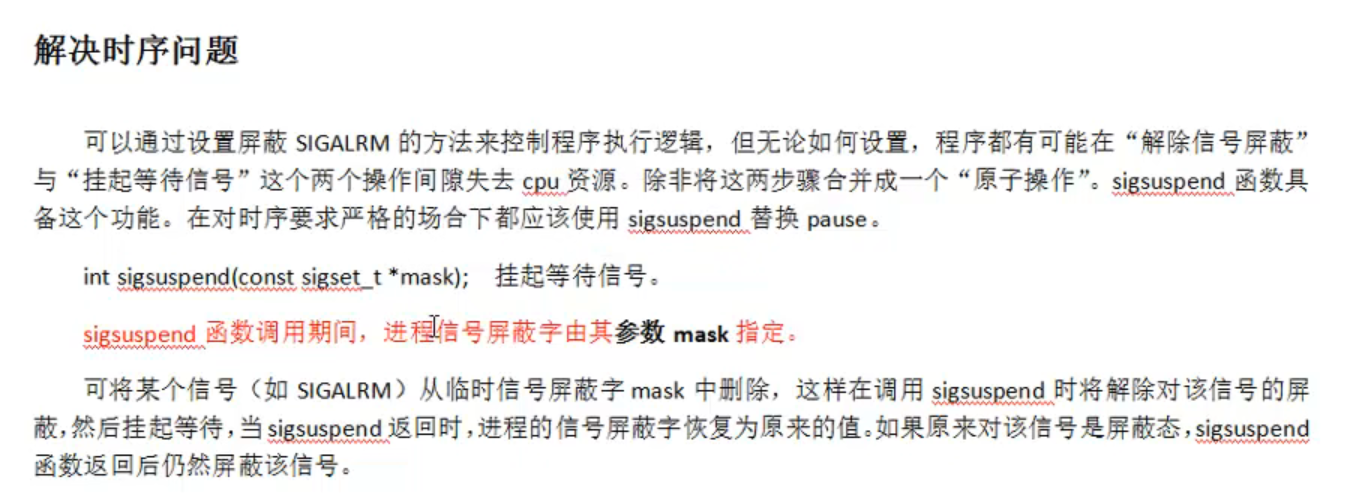 解决时序问题
可以通过设置屏蔽 SIGALRM 的方法来控制程序执行逻辑，但无论如何设置，程序都有可能在“解除信号屏蔽”
与“挂起等待信号”这个两个操作间隙失去 cpu 资源。除非将这两步骤合并成一个“原子操作”。sigsuspend 函数具
备这个功能。在对时序要求严格的场合下都应该使用 sigsuspend 替换 pause。
int sigsuspend(const sigset_t *mask); 挂起等待信号。
sigsuspend 函数调用期间，进程信号屏蔽字由其参数 mask 指定。
可将某个信号（如 SIGALRM）从临时信号屏蔽字 mask 中删除，这样在调用 sigsuspend 时将解除对该信号的屏
蔽，然后挂起等待，当 sigsuspend 返回时，进程的信号屏蔽字恢复为原来的值。如果原来对该信号是屏蔽态，sigsuspend
函数返回后仍然屏蔽该信号。